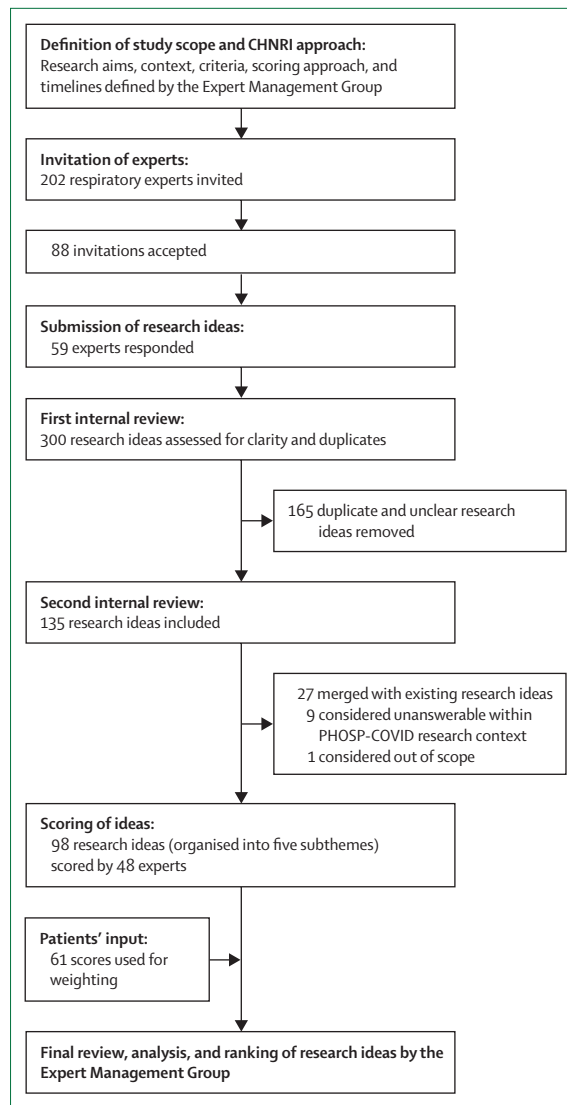 Definition of study scope and CHNRI approach:
Research aims, context, criteria, scoring approach, and
timelines defined by the Expert Management Group
Invitation of experts:
202 respiratory experts invited
88 invitations accepted
Submission of research ideas:
59 experts responded
First internal review:
300 research ideas assessed for clarity and duplicates
165 duplicate and unclear research
ideas removed
Second internal review:
135 research ideas included
27 merged with existing research ideas
9 considered unanswerable within
PHOSP-COVID research context
1 considered out of scope
Scoring of ideas:
98 research ideas (organised into five subthemes)
scored by 48 experts
Patients’ input:
61 scores used for
weighting
Final review, analysis, and ranking of research ideas by the
Expert Management Group